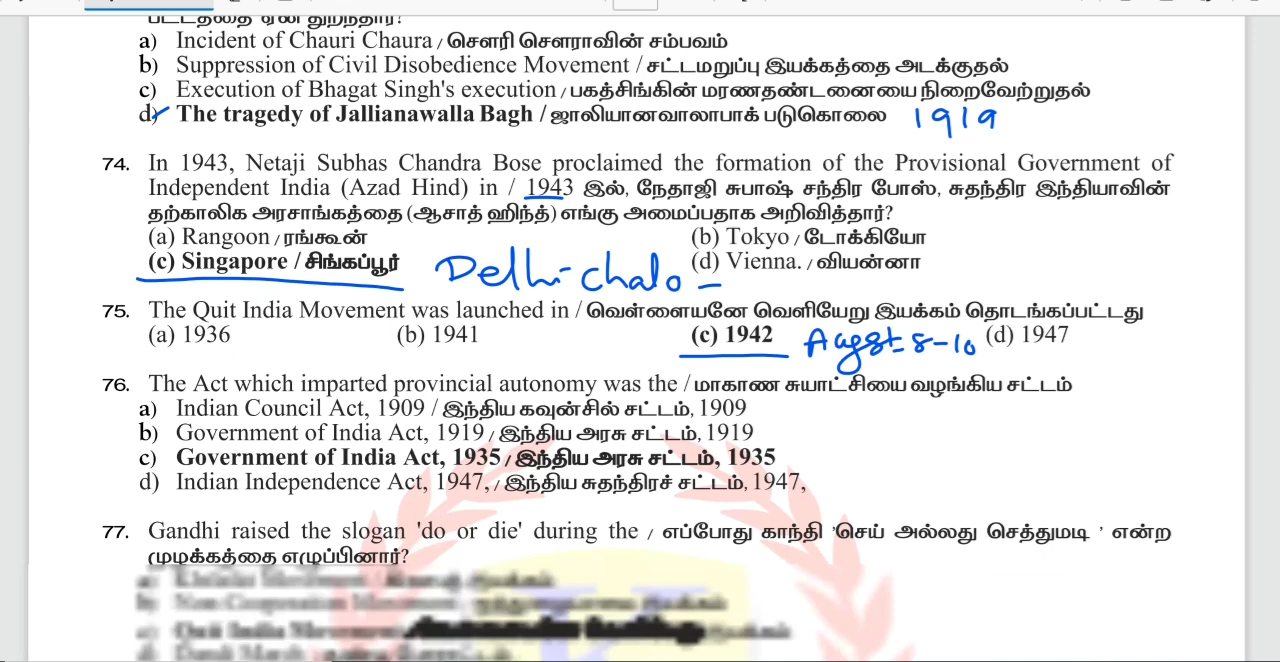 பட்டத்தை ஏன் துறந்தார்?
a) Incident of Chauri Chaura / சௌரி சௌராவின் சம்பவம்
b) Suppression of Civil Disobedience Movement / சட்டமறுப்பு இயக்கத்தை அடக்குதல்
c) Execution of Bhagat Singh's execution / பகத்சிங்கின் மரணதண்டனையை நிறைவேற்றுதல்
d) The tragedy of Jallianawalla Bagh / ஜாலியானவாலாபாக் படுகொலை 1919
74. In 1943, Netaji Subhas Chandra Bose proclaimed the formation of the Provisional Government of
Independent India (Azad Hind) in / 1943 இல், நேதாஜி சுபாஷ் சந்திர போஸ், சுதந்திர இந்தியாவின்
தற்காலிக அரசாங்கத்தை (ஆசாத் ஹிந்த்) எங்கு அமைப்பதாக அறிவித்தார்?
(a) Rangoon / ரங்கூன் (b) Tokyo / டோக்கியோ
(c) Singapore / சிங்கப்பூர் Delhi-chalo (d) Vienna. / வியன்னா
75. The Quit India Movement was launched in / வெள்ளையனே வெளியேறு இயக்கம் தொடங்கப்பட்டது
(a) 1936 (b) 1941 (c) 1942 Augst 8-10 (d) 1947
76. The Act which imparted provincial autonomy was the / மாகாண சுயாட்சியை வழங்கிய சட்டம்
a) Indian Council Act, 1909 / இந்திய கவுன்சில் சட்டம், 1909
b) Government of India Act, 1919 / இந்திய அரசு சட்டம், 1919
c) Government of India Act, 1935 / இந்திய அரசு சட்டம், 1935
d) Indian Independence Act, 1947, / இந்திய சுதந்திரச் சட்டம், 1947,
77. Gandhi raised the slogan 'do or die' during the / எப்போது காந்தி 'செய் அல்லது செத்துமடி ' என்ற
முழக்கத்தை எழுப்பினார்?